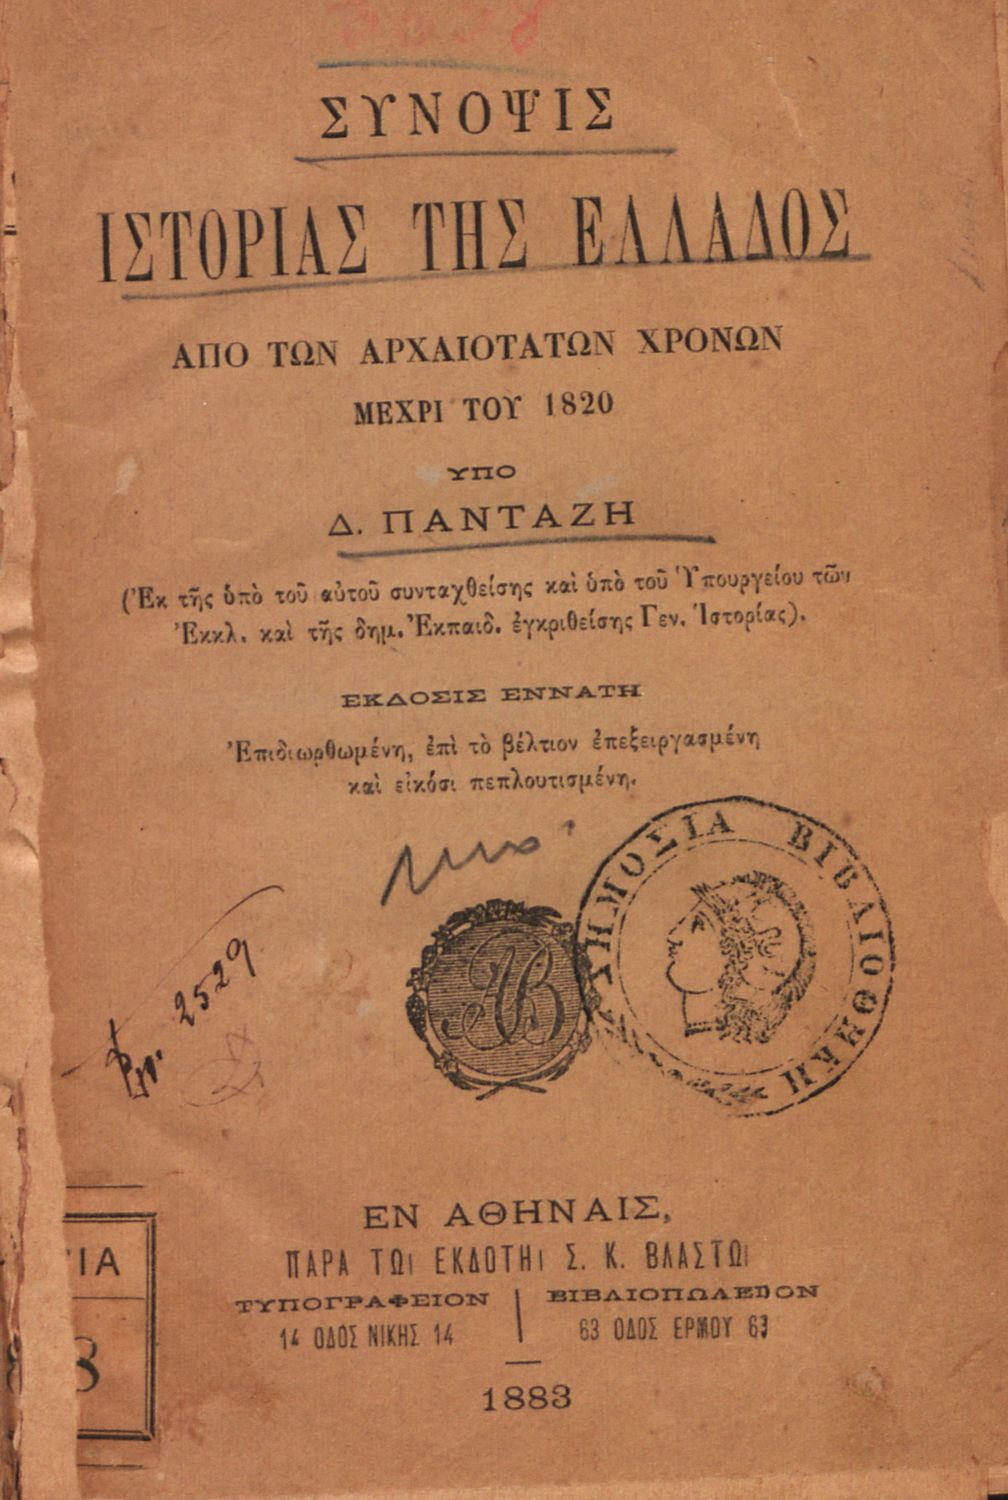 ΣΥΝΟΨΙΣ
ΙΣΤΟΡΙΑΣ ΤΗΣ ΕΛΛΑΔΟΣ
ΑΠΟ ΤΩΝ ΑΡΧΑΙΟΤΑΤΩΝ ΧΡΟΝΩΝ
ΜΕΧΡΙ ΤΟΥ 1820
ΥΠΟ
Δ. ΠΑΝΤΑΖΗ
(Ἐκ τῆς ὑπὸ τοῦ αὐτοῦ συνταχθείσης καὶ ὑπὸ τοῦ Ὑπουργείου τῶν
Ἐκκλ. καὶ τῆς δημ. Ἐκπαιδ. ἐγκριθείσης Γεν. Ἱστορίας).
ΕΚΔΟΣΙΣ ΕΝΝΑΤΗ
Ἐπιδιωρθωμένη, ἐπὶ τὸ βέλτιον ἐπεξειργασμένη
καὶ εἰκόσι πεπλουτισμένη.
ΔΗΜΟΣΙΑ ΒΙΒΛΙΟΘΗΚΗ
2529
ΕΝ ΑΘΗΝΑΙΣ,
ΠΑΡΑ ΤΩΙ ΕΚΔΟΤΗΙ Σ. Κ. ΒΛΑΣΤΩΙ
ΤΥΠΟΓΡΑΦΕΙΟΝ | ΒΙΒΛΙΟΠΩΛΕΙΟΝ
14 ΟΔΟΣ ΝΙΚΗΣ 14 | 63 ΟΔΟΣ ΕΡΜΟΥ 63
1883